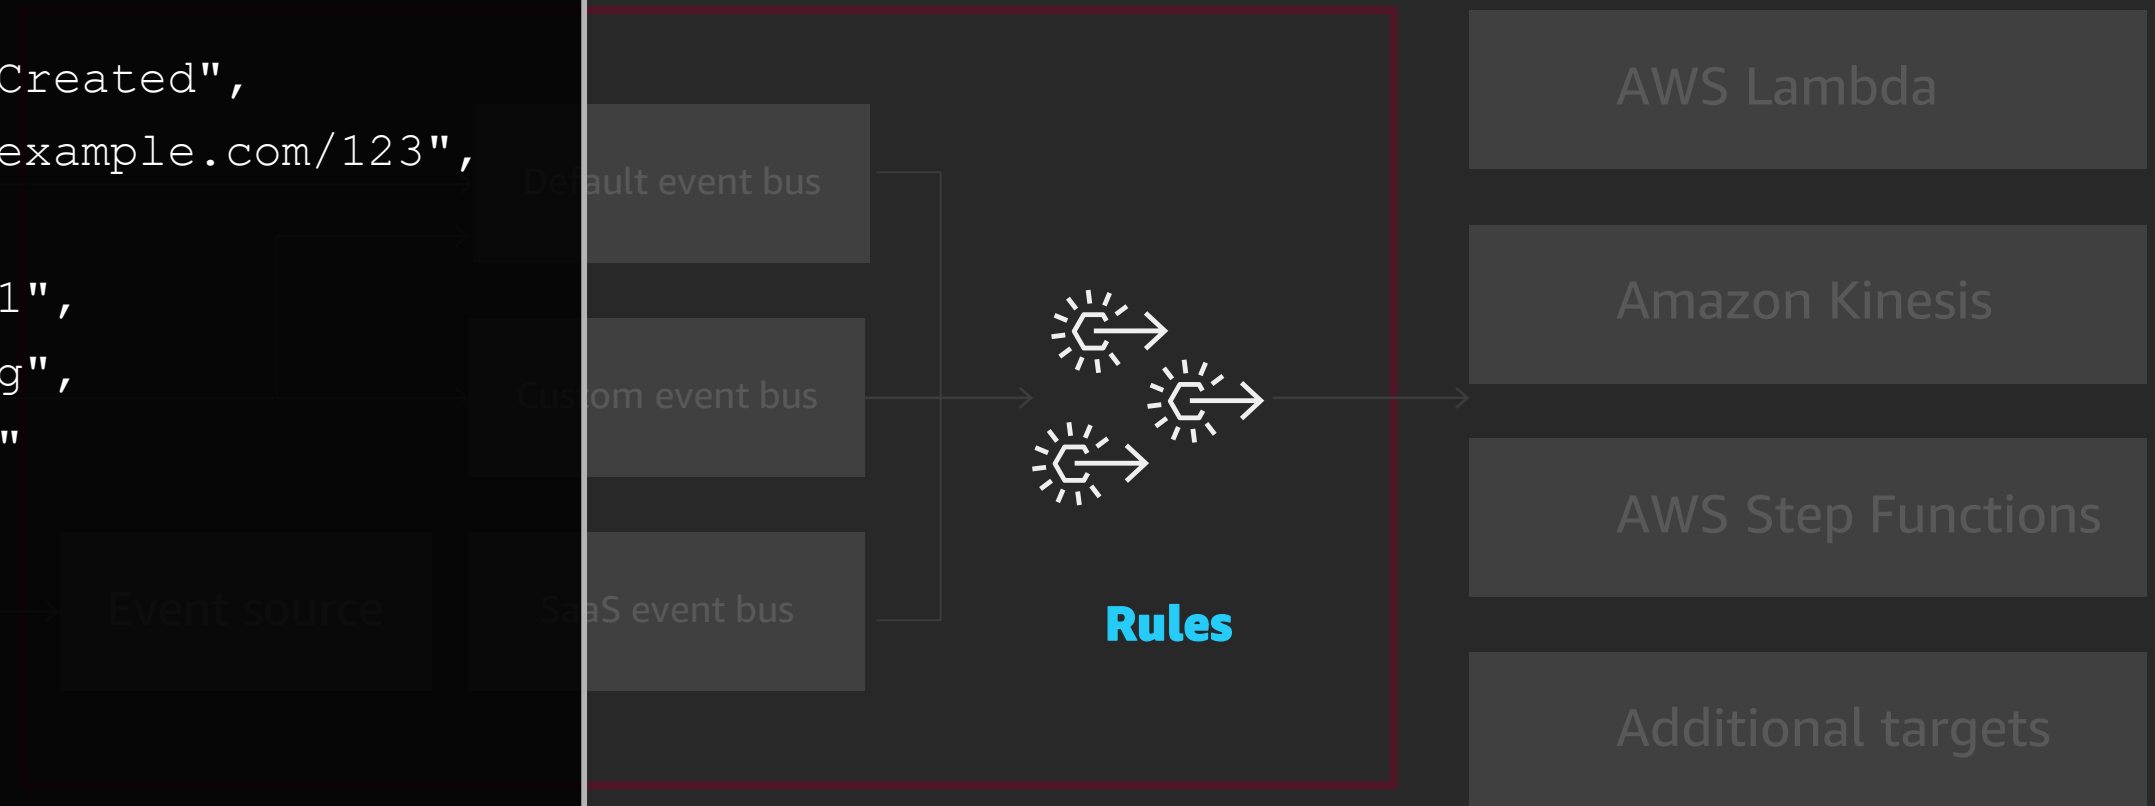 Created",
example.com/123",
1",
g",
"
Default event bus
Custom event bus
Event source
SaaS event bus
Rules
AWS Lambda
Amazon Kinesis
AWS Step Functions
Additional targets